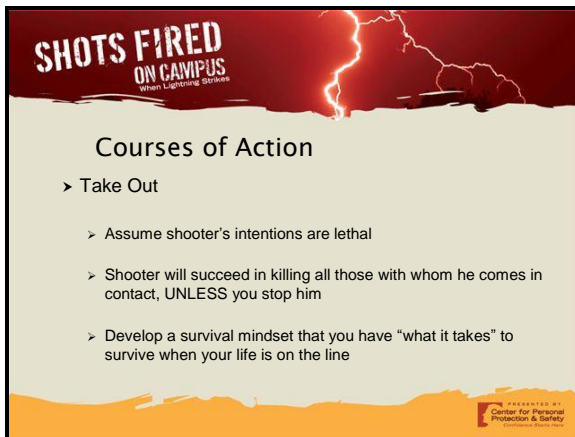 SHOTS FIRED
ON CAMPUS
When Lightning Strikes
Courses of Action
➤ Take Out
➤ Assume shooter's intentions are lethal
➤ Shooter will succeed in killing all those with whom he comes in
contact, UNLESS you stop him
➤ Develop a survival mindset that you have “what it takes” to
survive when your life is on the line
PRESENTED BY
Center for Personal
Protection & Safety
Confidence Starts Here